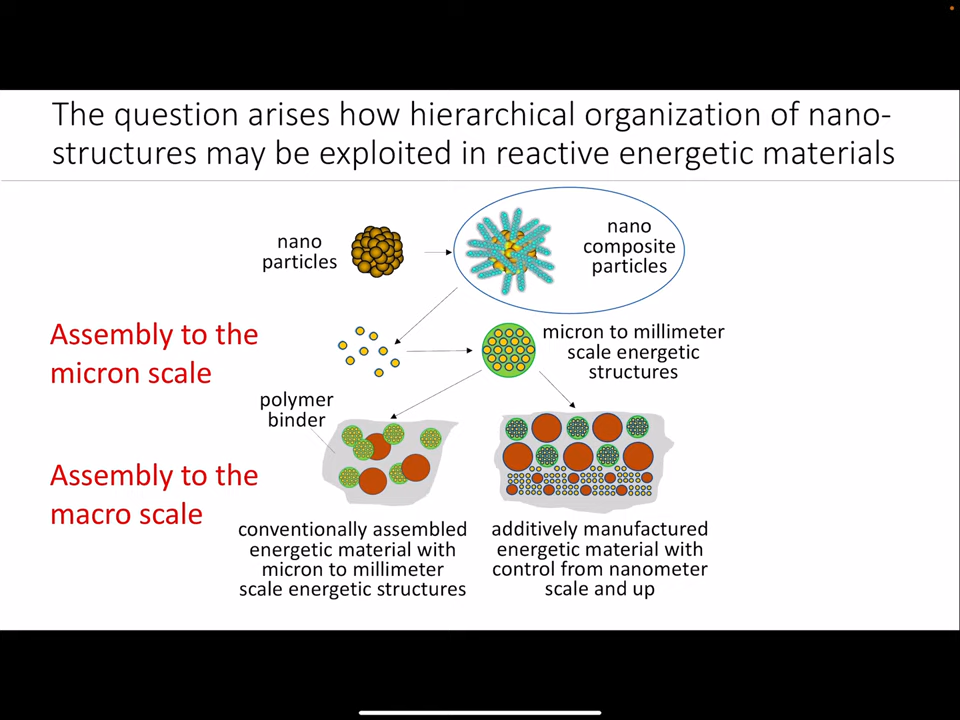 The question arises how hierarchical organization of nano-
structures may be exploited in reactive energetic materials
nano
particles
nano
composite
particles
Assembly to the
micron scale
micron to millimeter
scale energetic
structures
polymer
binder
Assembly to the
macro scale
conventionally assembled
energetic material with
micron to millimeter
scale energetic structures
additively manufactured
energetic material with
control from nanometer
scale and up